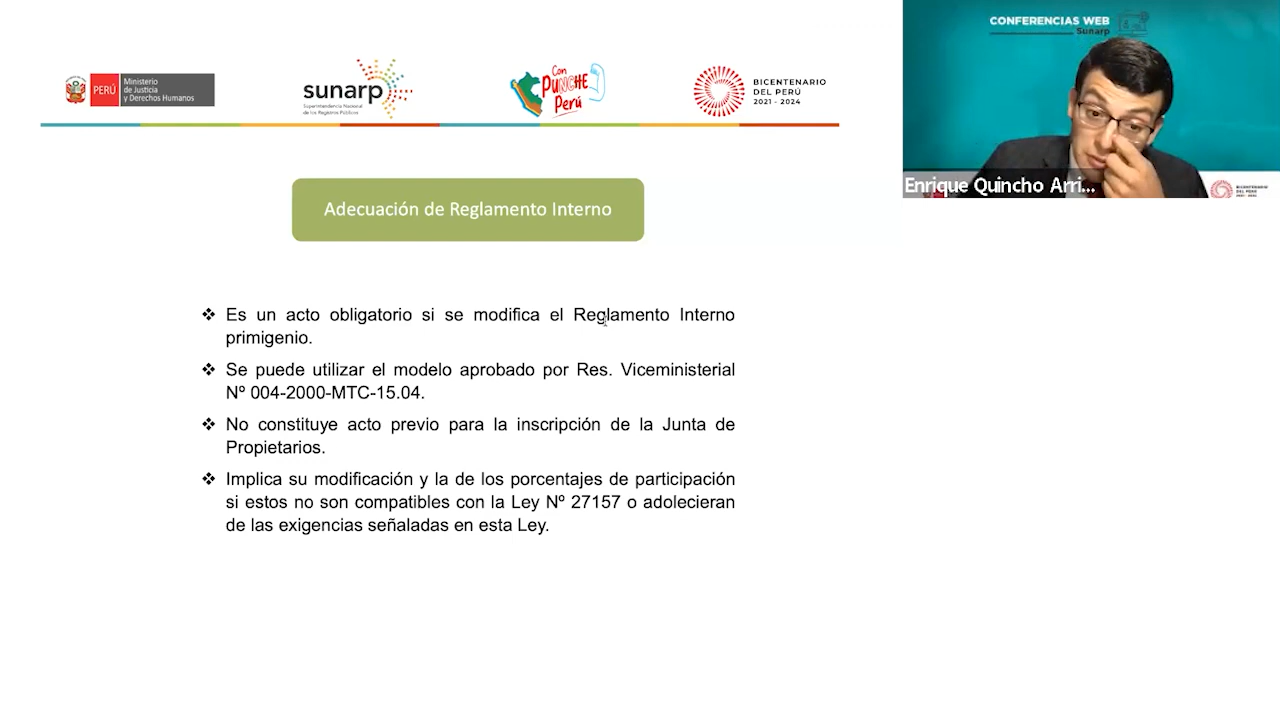 CONFERENCIAS WEB
Sunarp
PERÚ
Ministerio
de Justicia
y Derechos Humanos
sunarp
Superintendencia Nacional
de los Registros Públicos
Con
PUNCHE
Perú
BICENTENARIO
DEL PERÚ
2021 - 2024
Enrique Quincho Arri...
BICENTENARIO
DEL PERÚ
2021 - 2024
Adecuación de Reglamento Interno
❖ Es un acto obligatorio si se modifica el Reglamento Interno
primigenio.
❖ Se puede utilizar el modelo aprobado por Res. Viceministerial
Nº 004-2000-MTC-15.04.
❖ No constituye acto previo para la inscripción de la Junta de
Propietarios.
❖ Implica su modificación y la de los porcentajes de participación
si estos no son compatibles con la Ley Nº 27157 o adolecieran
de las exigencias señaladas en esta Ley.